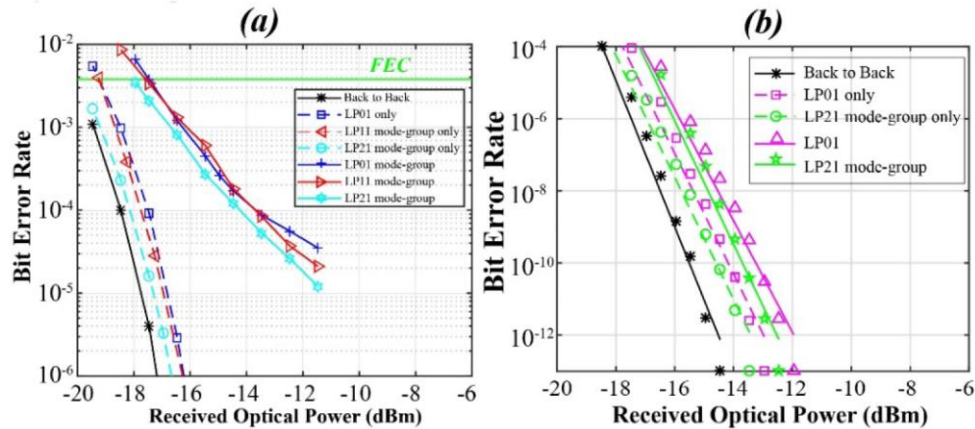 (a)
10-2
10-3
10-4
10-5
10-6
Bit Error Rate
FEC
Back to Back
LP01 only
LP11 mode-group only
LP21 mode-group only
LP01 mode-group
LP11 mode-group
LP21 mode-group
-20 -18 -16 -14 -12 -10 -8 -6
Received Optical Power (dBm)
(b)
10-4
10-6
10-8
10-10
10-12
Bit Error Rate
Back to Back
LP01 only
LP21 mode-group only
LP01
LP21 mode-group
-20 -18 -16 -14 -12 -10 -8 -6
Received Optical Power (dBm)